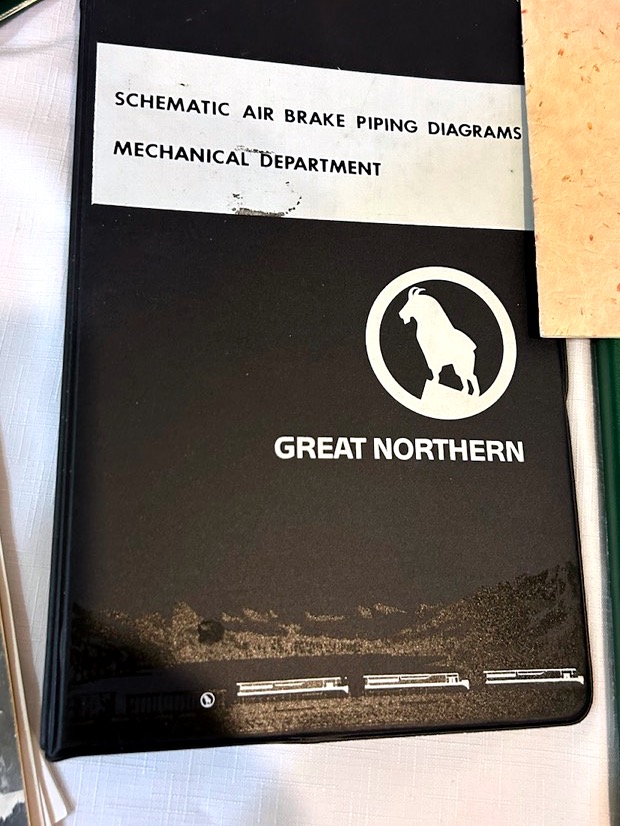 SCHEMATIC AIR BRAKE PIPING DIAGRAMS
MECHANICAL DEPARTMENT
GREAT NORTHERN